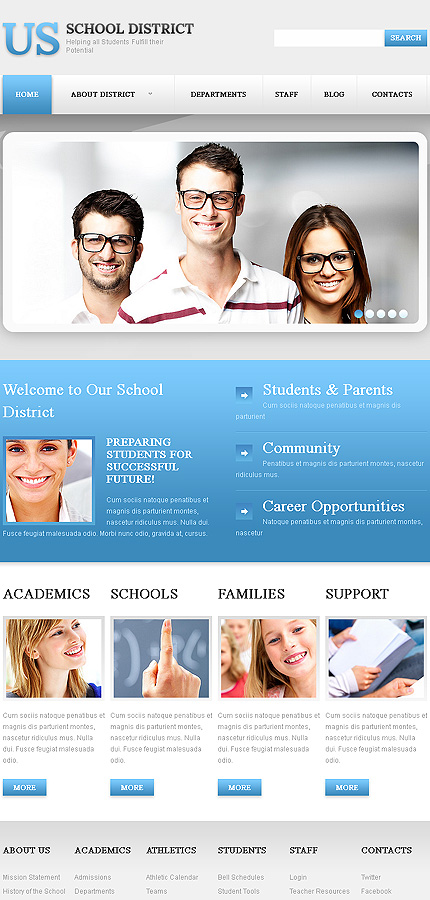 US SCHOOL DISTRICT
Helping all Students Fulfill their
Potential
SEARCH
HOME ABOUT DISTRICT DEPARTMENTS STAFF BLOG CONTACTS
Welcome to Our School
District
PREPARING
STUDENTS FOR
SUCCESSFUL
FUTURE!
Cum sociis natoque penatibus et
magnis dis parturient montes,
nascetur ridiculus mus. Nulla dui.
Fusce feugiat malesuada odio. Morbi nunc odio, gravida at, cursus.
Students & Parents
Cum sociis natoque penatibus et magnis dis
parturient
Community
Penatibus et magnis dis parturient montes, nascetur
ridiculus mus.
Career Opportunities
Natoque penatibus et magnis dis parturient montes,
nascetur
ACADEMICS SCHOOLS FAMILIES SUPPORT
Cum sociis natoque penatibus et
magnis dis parturient montes,
nascetur ridiculus mus. Nulla
dui. Fusce feugiat malesuada
odio.
MORE
Cum sociis natoque penatibus et
magnis dis parturient montes,
nascetur ridiculus mus. Nulla
dui. Fusce feugiat malesuada
odio.
MORE
Cum sociis natoque penatibus et
magnis dis parturient montes,
nascetur ridiculus mus. Nulla
dui. Fusce feugiat malesuada
odio.
MORE
Cum sociis natoque penatibus et
magnis dis parturient montes,
nascetur ridiculus mus. Nulla
dui. Fusce feugiat malesuada
odio.
MORE
ABOUT US ACADEMICS ATHLETICS STUDENTS STAFF CONTACTS
Mission Statement Admissions Athletic Calendar Bell Schedules Login Twitter
History of the School Departments Teams Student Tools Teacher Resources Facebook